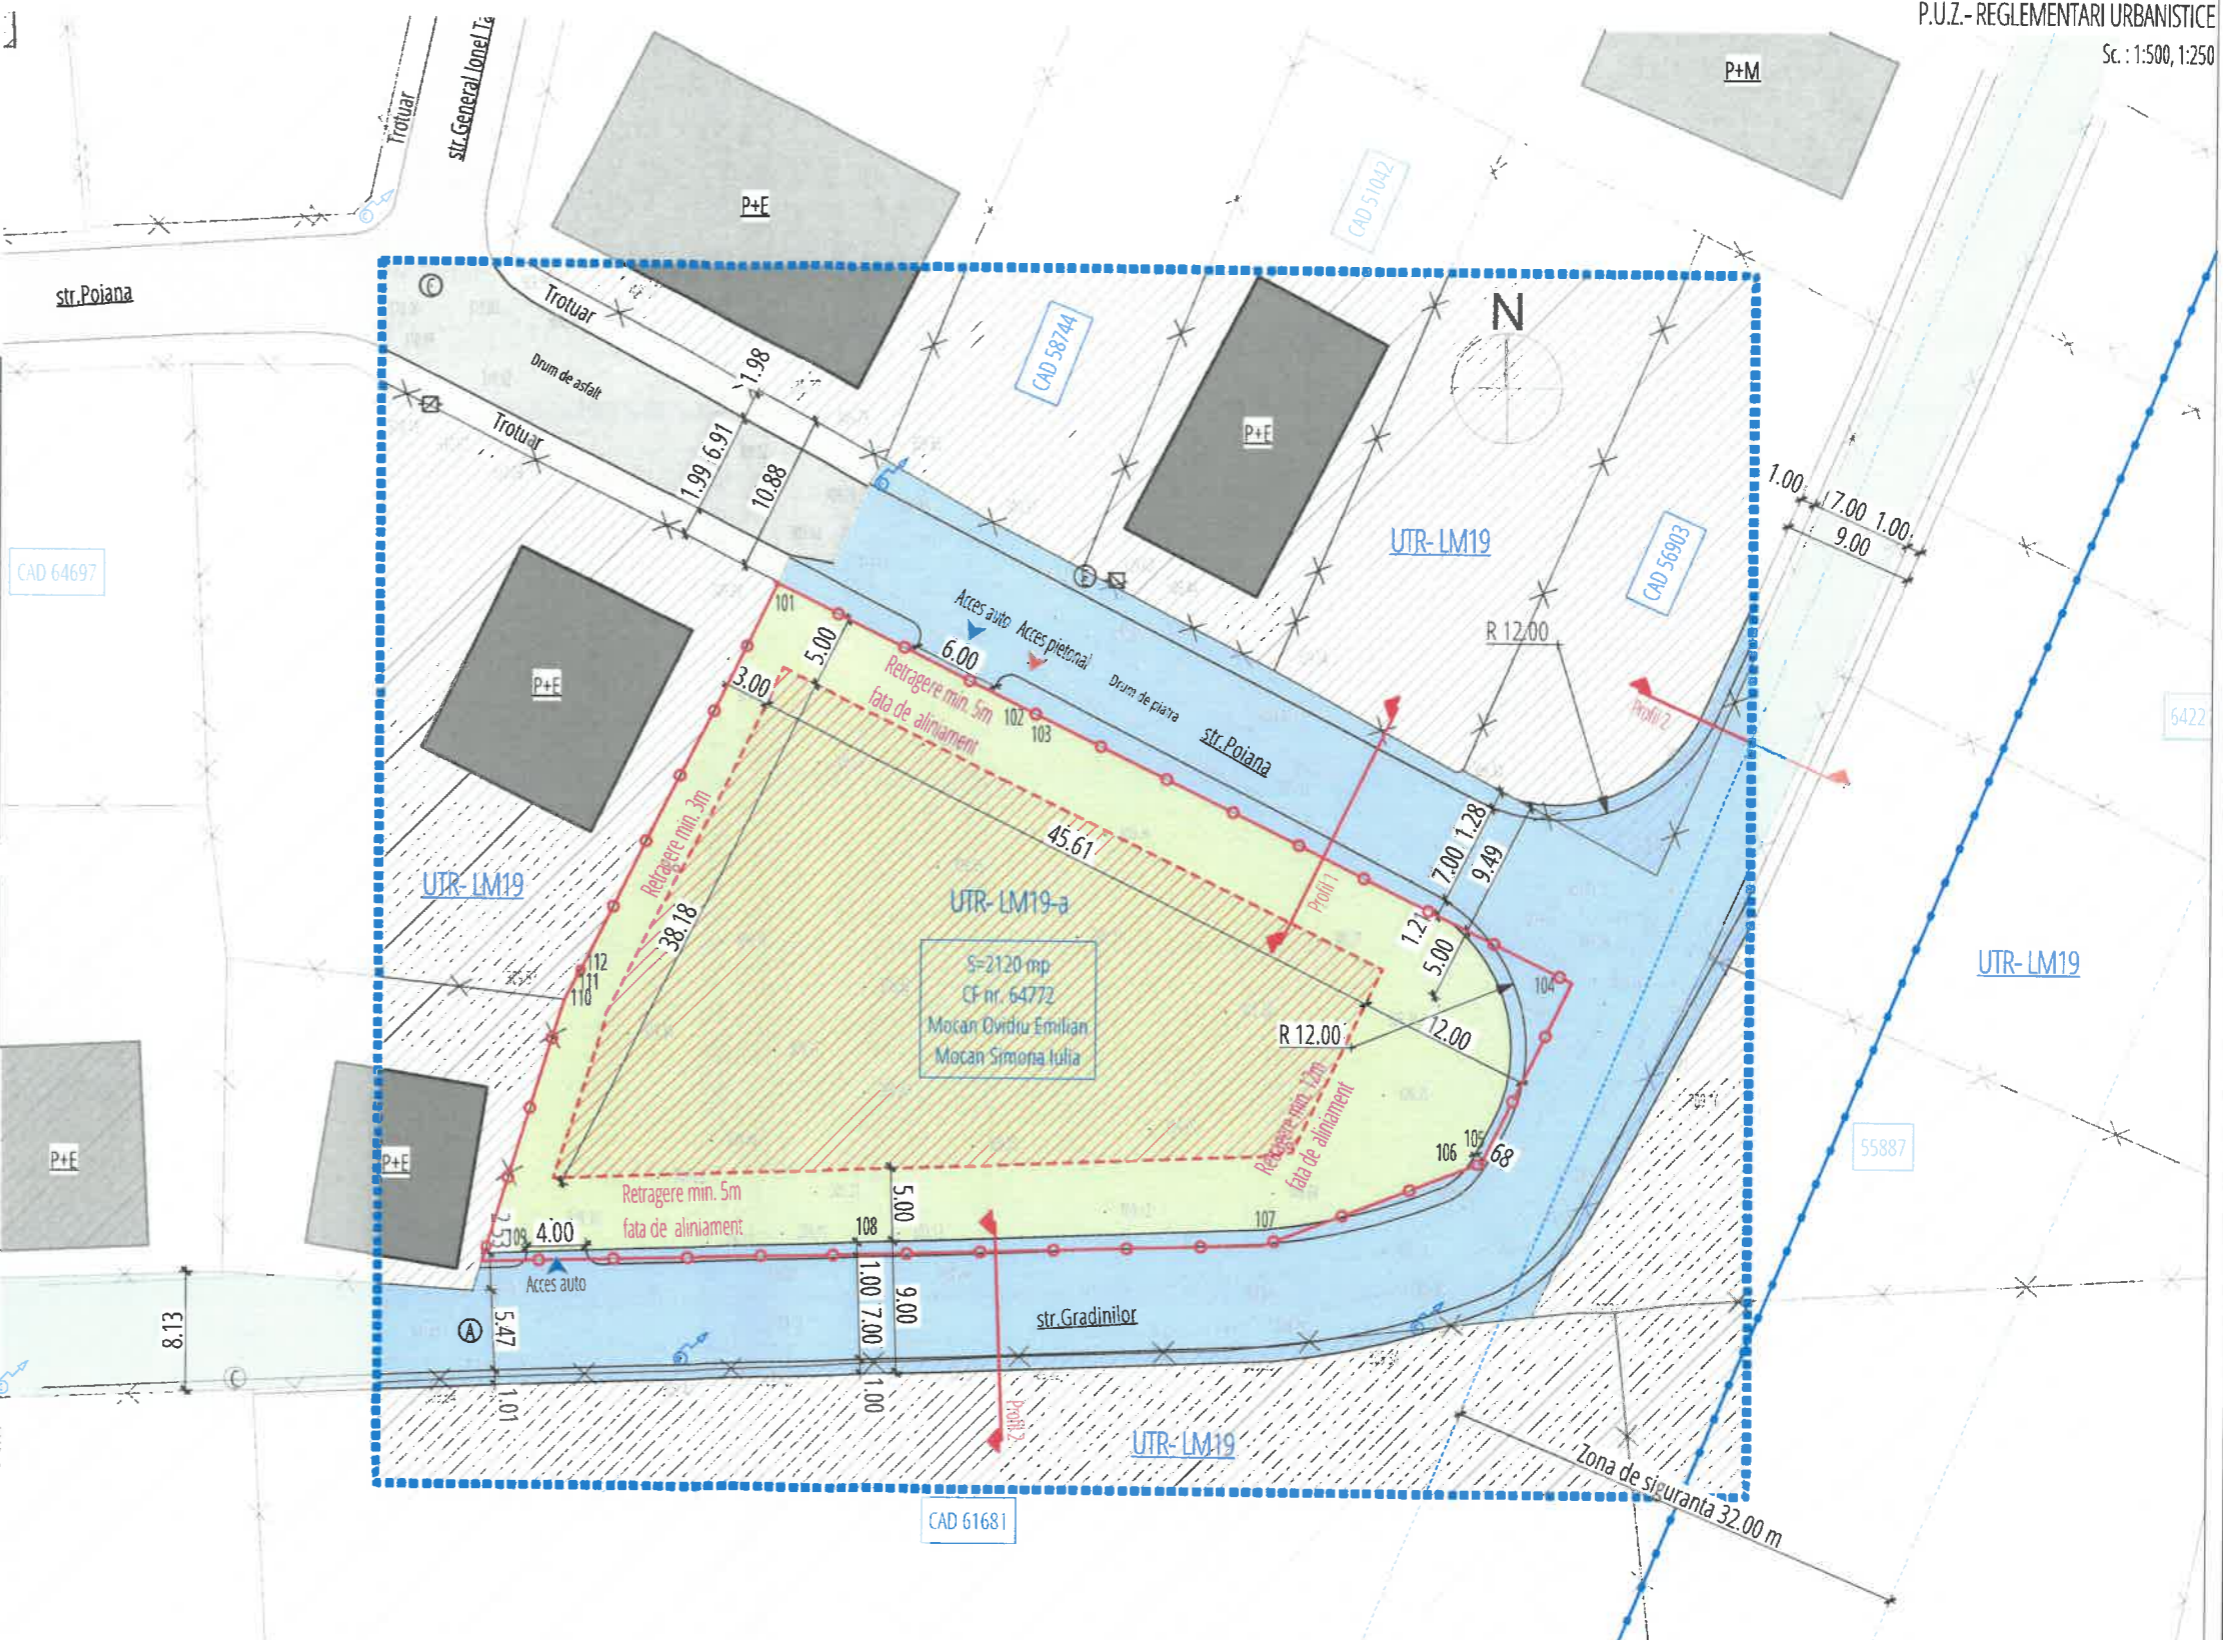 P.U.Z.- REGLEMENTARI URBANISTICE
Sc. : 1:500, 1:250
Trotuar
str.General Ionel
P+M
P+E
CAD 51042
str.Poiana
Trotuar
N
CAD 58744
Drum de asfalt
1.98
Trotuar
P+E
1.99 6.91
10.88
1.00 7.00 1.00
9.00
UTR- LM19
CAD 56903
CAD 64697
101
Acces auto Acces pietonal
R 12.00
5.00
6.00
P+E
3.00
Retragere min. 5m
fata de aliniament
Drum de piatra
102
103
Profil 2
64227
str.Poiana
Retragere min. 3m
45.61
7.00 1.28
9.49
UTR- LM19
UTR- LM19-a
Profil 1
38.18
1.21
5.00
S=2120 mp
CF nr. 64772
Mocan Ovidiu Emilian
Mocan Simona Iulia
112
111
110
104
UTR- LM19
R 12.00
12.00
P+E
P+E
Retragere min. 12m
fata de aliniament
105
106
68
55887
Retragere min. 5m
fata de aliniament
5.00
107
108
2.53
109
4.00
Acces auto
8.13
A
5.47
1.00 7.00
9.00
str.Gradinilor
C
1.01
1.00
Profil 2
UTR- LM19
Zona de siguranta 32.00 m
CAD 61681